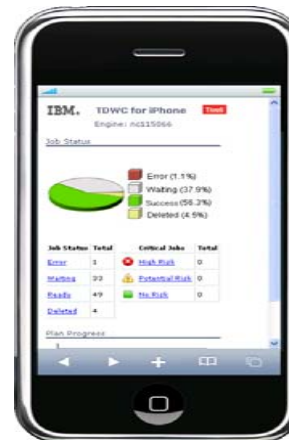 IBM. TDWC for iPhone Tool
Engine: nc115066
Job Status
Error (1.1%)
Waiting (37.9%)
Success (56.3%)
Deleted (4.6%)
Job Status Total Critical Jobs Total
Error 1 High Risk 0
Waiting 33 Potential Risk 0
Ready 49 No Risk 0
Deleted 4
Plan Progress